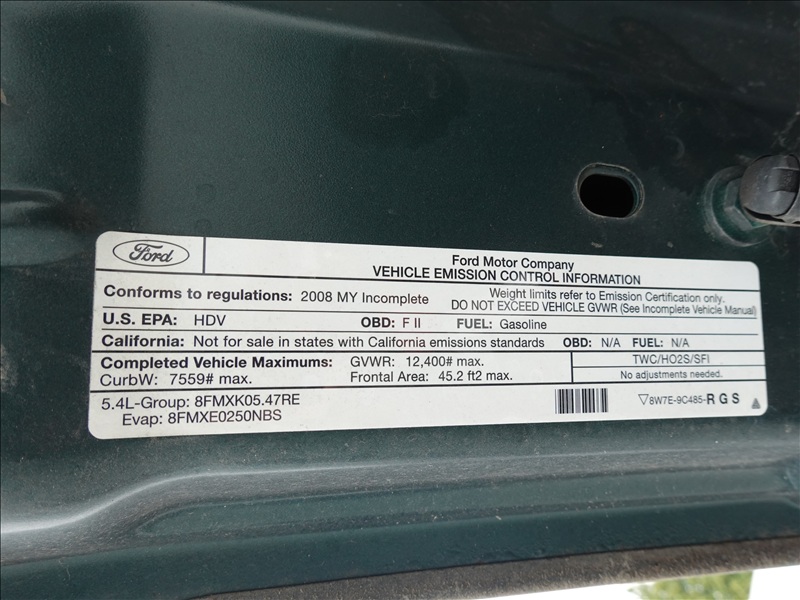 Ford
Ford Motor Company
VEHICLE EMISSION CONTROL INFORMATION
Conforms to regulations: 2008 MY Incomplete
Weight limits refer to Emission Certification only.
DO NOT EXCEED VEHICLE GVWR (See Incomplete Vehicle Manual)
U.S. EPA: HDV OBD: F II FUEL: Gasoline
California: Not for sale in states with California emissions standards OBD: N/A FUEL: N/A
Completed Vehicle Maximums: GVWR: 12,400# max.
CurbW: 7559# max. Frontal Area: 45.2 ft2 max.
TWC/HO2S/SFI
No adjustments needed.
5.4L-Group: 8FMXK05.47RE
Evap: 8FMXE0250NBS
8W7E-9C485-R G S